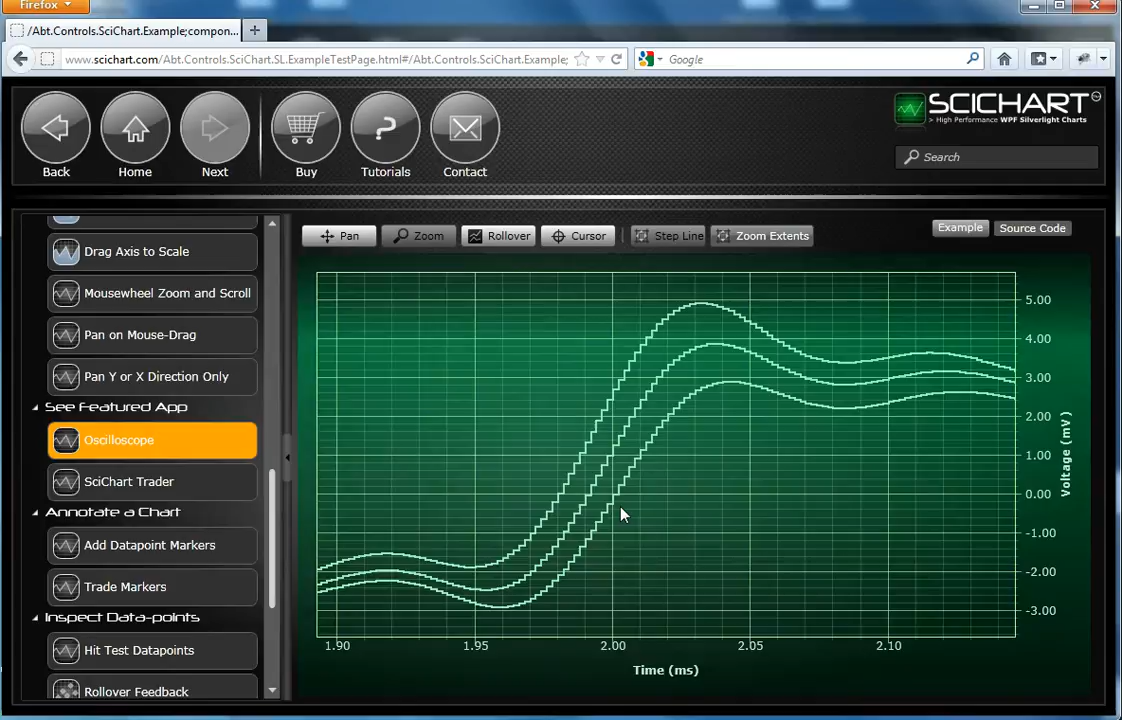 Firefox
/Abt.Controls.SciChart.Example;compon...
www.scichart.com/Abt.Controls.SciChart.SL.ExampleTestPage.html#/Abt.Controls.SciChart.Example;
Google
Back
Home
Next
Buy
Tutorials
Contact
SCICHART
> High Performance WPF Silverlight Charts
Search
Drag Axis to Scale
Mousewheel Zoom and Scroll
Pan on Mouse-Drag
Pan Y or X Direction Only
See Featured App
Oscilloscope
SciChart Trader
Annotate a Chart
Add Datapoint Markers
Trade Markers
Inspect Data-points
Hit Test Datapoints
Rollover Feedback
Pan
Zoom
Rollover
Cursor
Step Line
Zoom Extents
Example
Source Code
5.00
4.00
3.00
2.00
1.00
0.00
-1.00
-2.00
-3.00
Voltage (mV)
1.90
1.95
2.00
2.05
2.10
Time (ms)